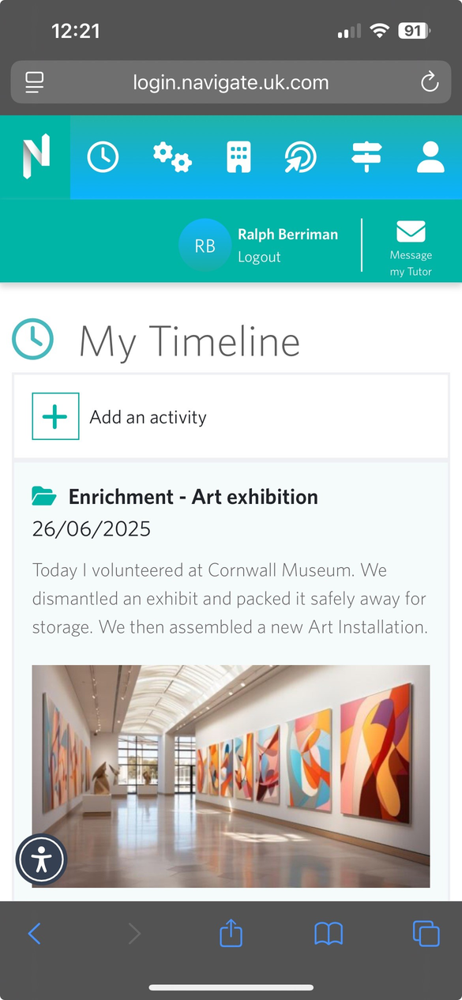 12:21
91
login.navigate.uk.com
N
RB
Ralph Berriman
Logout
Message
my Tutor
My Timeline
Add an activity
Enrichment - Art exhibition
26/06/2025
Today I volunteered at Cornwall Museum. We
dismantled an exhibit and packed it safely away for
storage. We then assembled a new Art Installation.